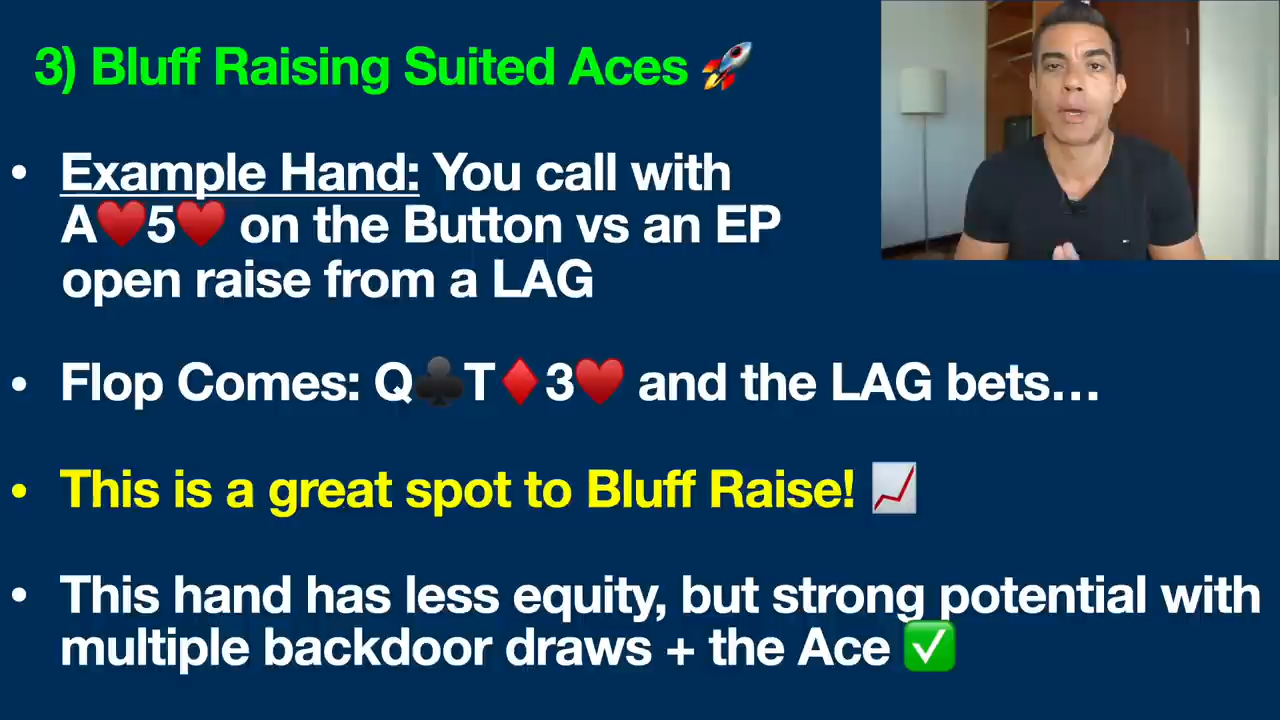 3) Bluff Raising Suited Aces 🚀
• Example Hand: You call with
A♥️5♥️ on the Button vs an EP
open raise from a LAG
• Flop Comes: Q♣️T♦️3♥️ and the LAG bets…
• This is a great spot to Bluff Raise! 📈
• This hand has less equity, but strong potential with
multiple backdoor draws + the Ace ✅